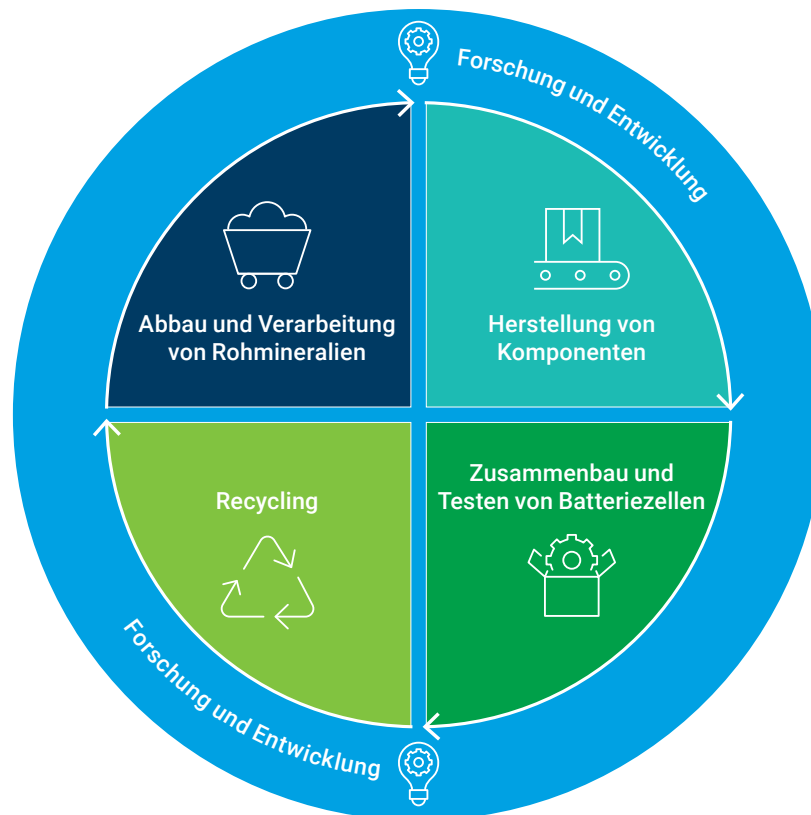 Forschung und Entwicklung
Abbau und Verarbeitung
von Rohmineralien
Herstellung von
Komponenten
Recycling
Zusammenbau und
Testen von Batteriezellen
Forschung und Entwicklung